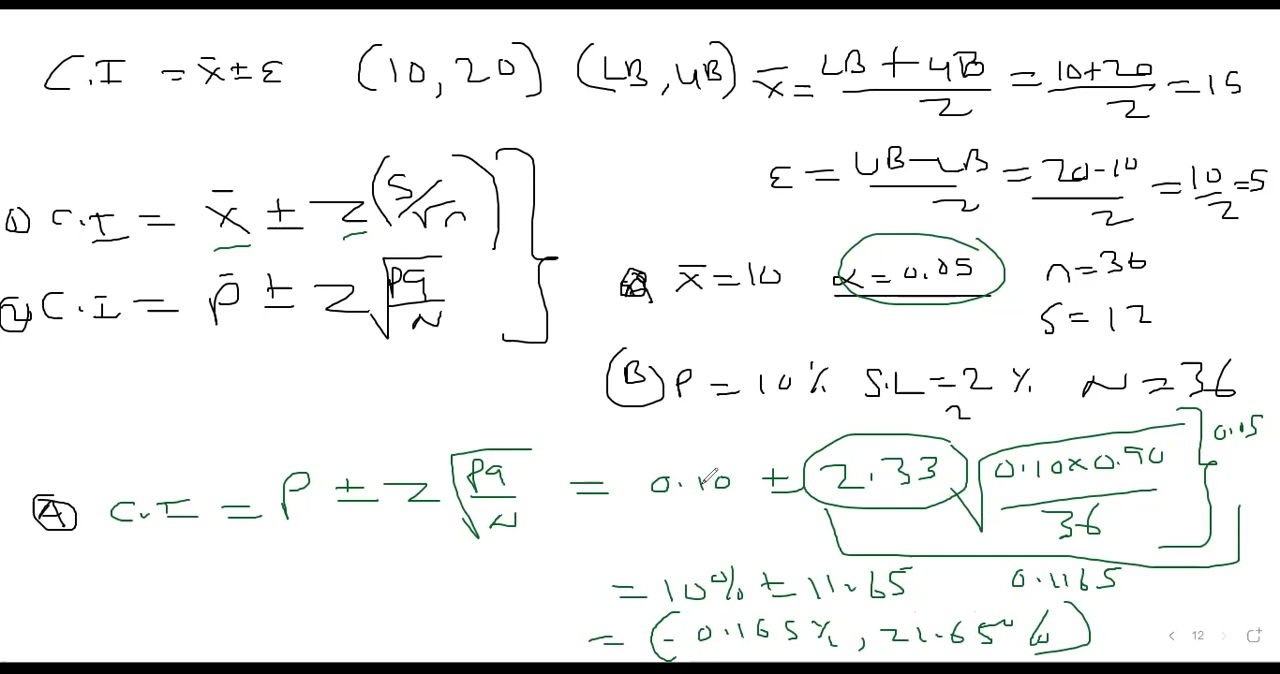 C.I = x̄ ± ε (10, 20) (LB, UB) x̄ = LB + UB / 2 = 10+20 / 2 = 15
ε = UB - LB / 2 = 20-10 / 2 = 10/2 = 5
1) C.I = x̄ ± Z (S/√n)
x̄ = 10 α = 0.05 n = 36
S = 12
2) C.I = p̄ ± Z √(pq/N)
(B) P = 10% S.L = 2% N = 36
2
C.I = P ± Z √(pq/N) = 0.10 ± 2.33 √(0.10×0.90 / 36) 0.05
0.1165
= 10% ± 11.65
= (-0.165%, 21.65%)
12